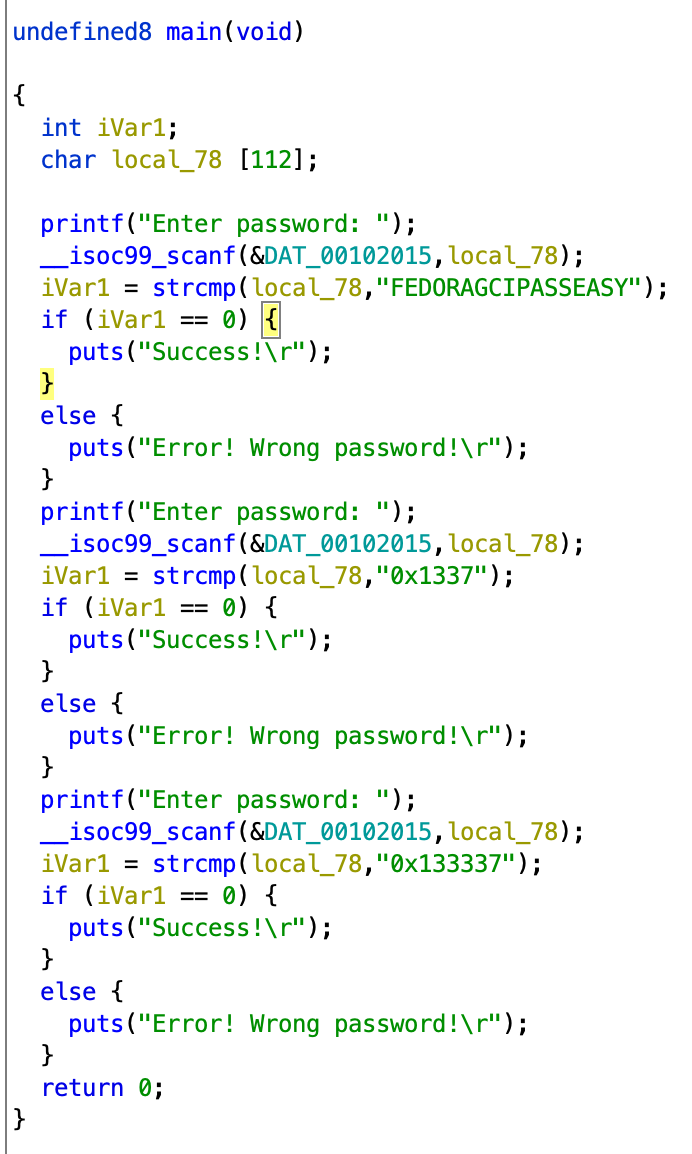 undefined8 main(void)
{
int iVar1;
char local_78 [112];
printf("Enter password: ");
__isoc99_scanf(&DAT_00102015,local_78);
iVar1 = strcmp(local_78,"FEDORAGCIPASSEASY");
if (iVar1 == 0) {
puts("Success!\r");
}
else {
puts("Error! Wrong password!\r");
}
printf("Enter password: ");
__isoc99_scanf(&DAT_00102015,local_78);
iVar1 = strcmp(local_78,"0x1337");
if (iVar1 == 0) {
puts("Success!\r");
}
else {
puts("Error! Wrong password!\r");
}
printf("Enter password: ");
__isoc99_scanf(&DAT_00102015,local_78);
iVar1 = strcmp(local_78,"0x133337");
if (iVar1 == 0) {
puts("Success!\r");
}
else {
puts("Error! Wrong password!\r");
}
return 0;
}